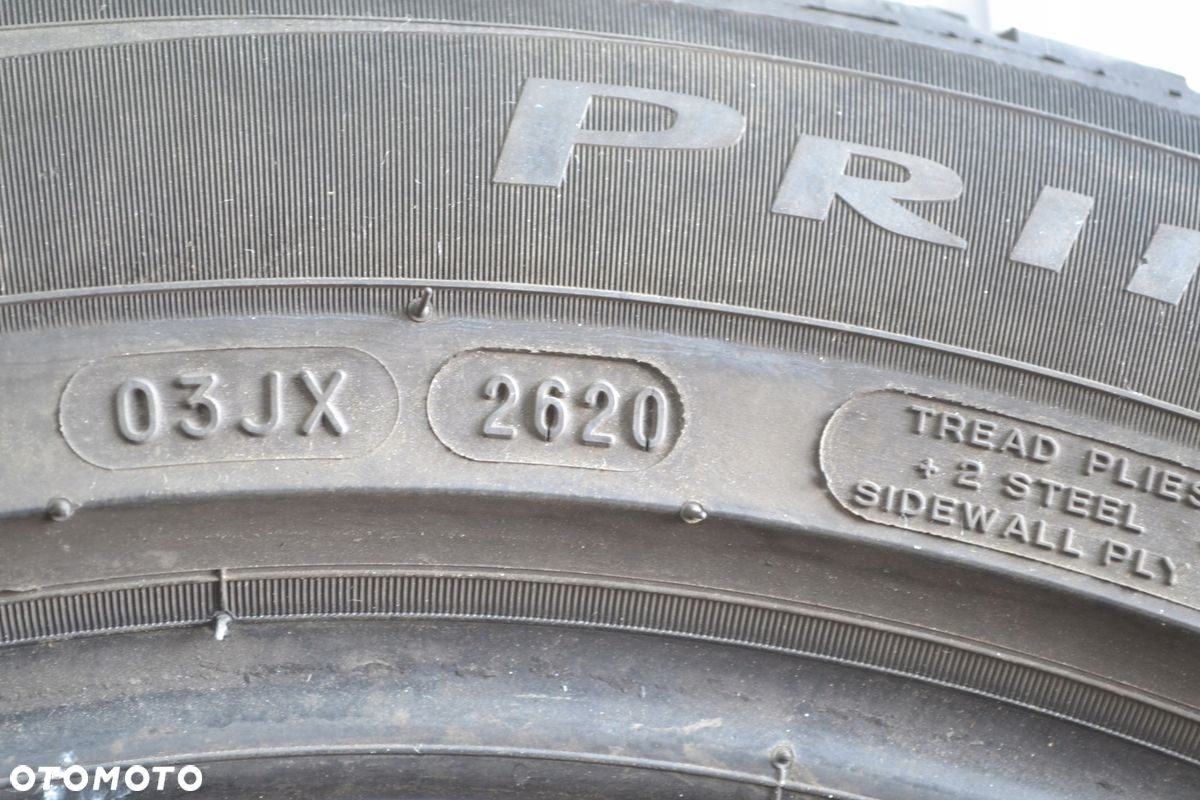 PRI
03JX 2620
TREAD PLIES
+ 2 STEEL
SIDEWALL PLY
OTOMOTO